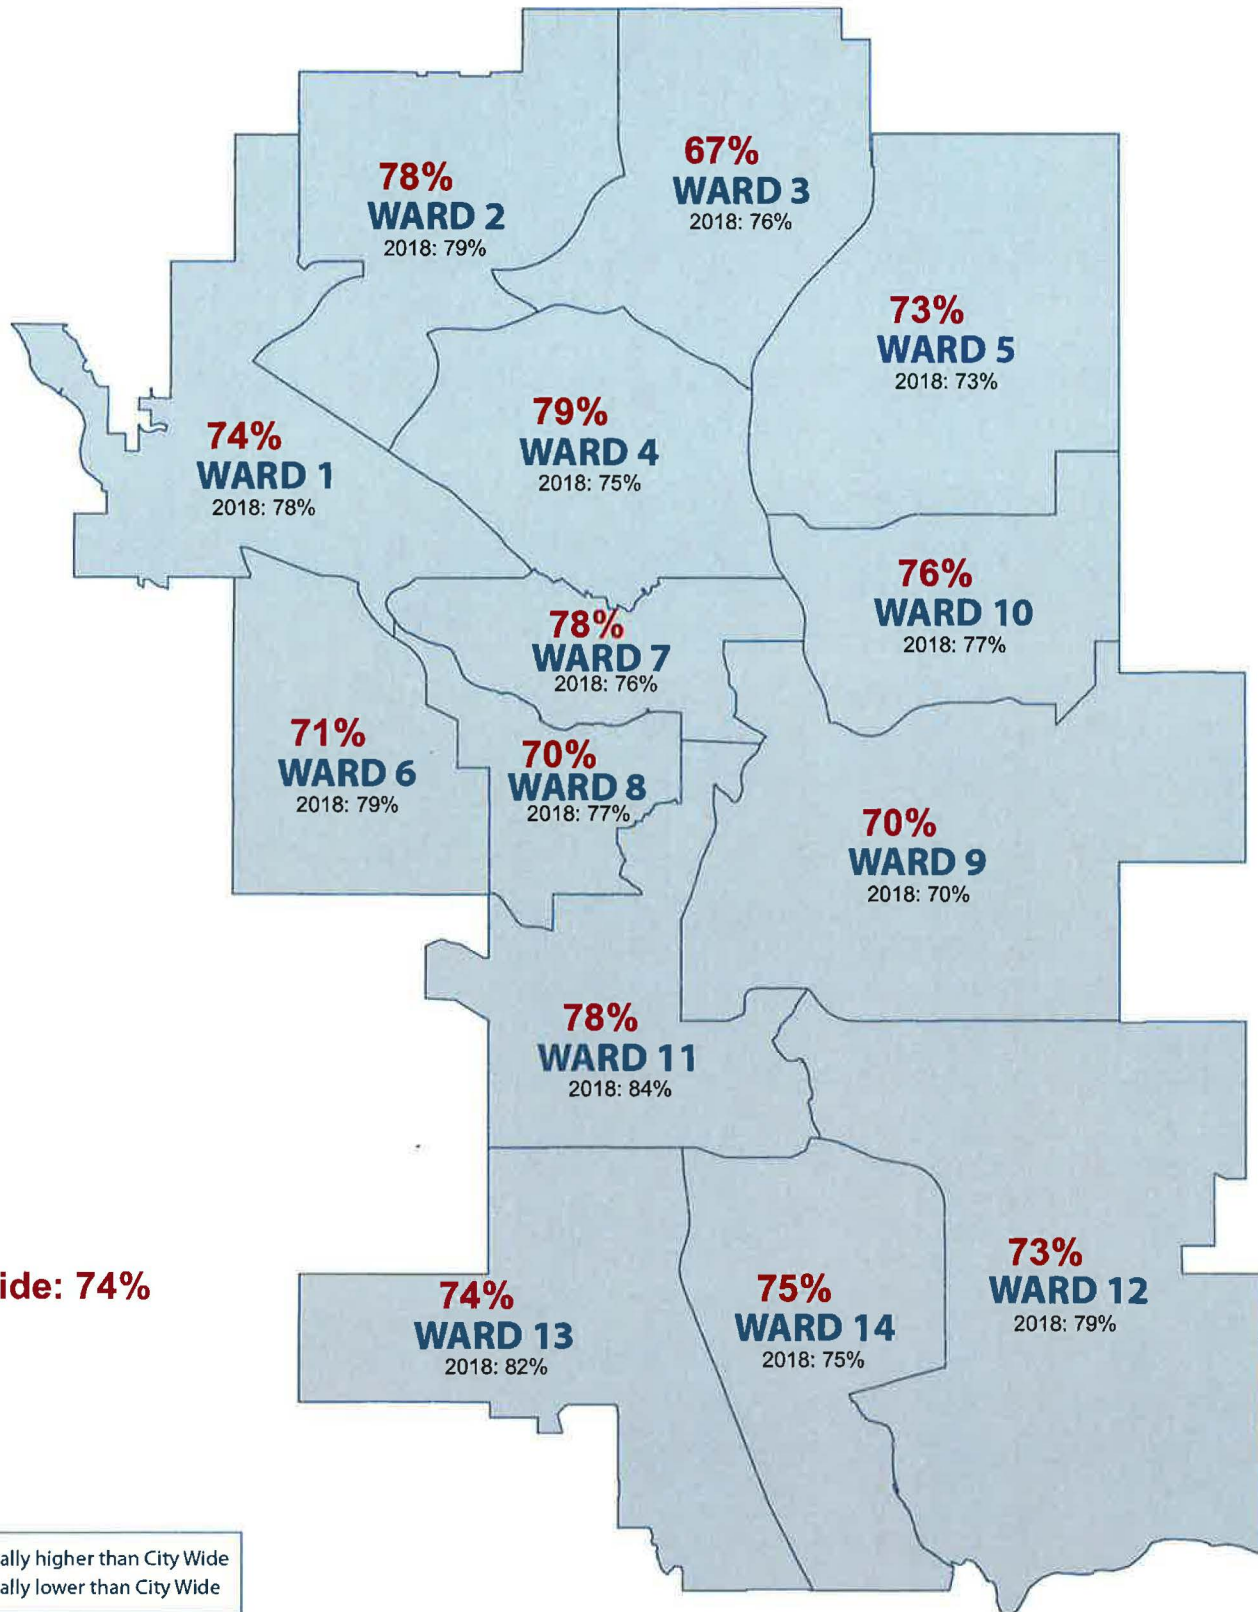 67%
WARD 3
2018: 76%
78%
WARD 2
2018: 79%
73%
WARD 5
2018: 73%
79%
WARD 4
2018: 75%
74%
WARD 1
2018: 78%
76%
WARD 10
2018: 77%
78%
WARD 7
2018: 76%
71%
WARD 6
2018: 79%
70%
WARD 8
2018: 77%
70%
WARD 9
2018: 70%
78%
WARD 11
2018: 84%
73%
WARD 12
2018: 79%
ide: 74%
74%
WARD 13
2018: 82%
75%
WARD 14
2018: 75%
ally higher than City Wide
ally lower than City Wide